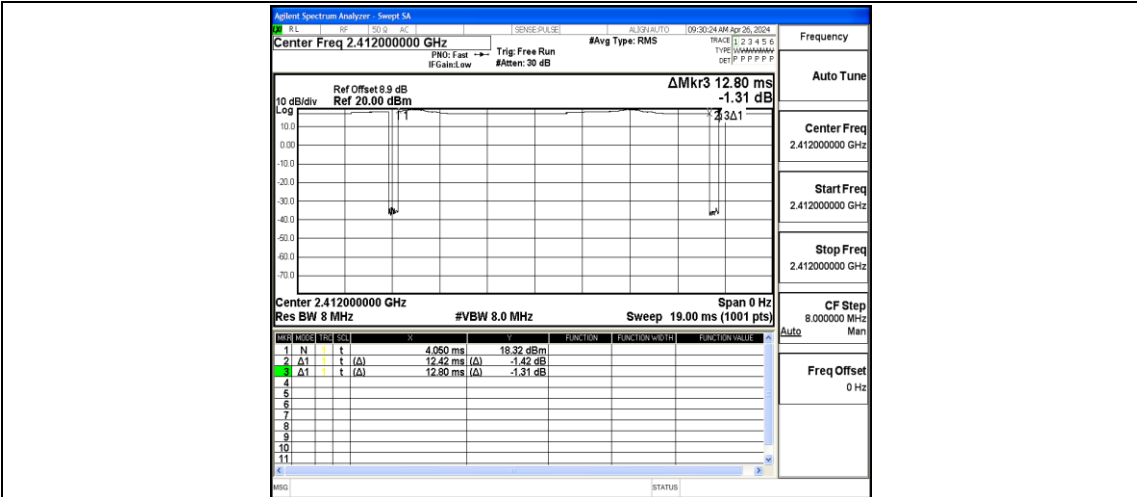 Agilent Spectrum Analyzer - Swept SA
RL RF 50 Ω AC SENSE:PULSE ALIGN AUTO 09:30:24 AM Apr 26, 2024
Center Freq 2.412000000 GHz #Avg Type: RMS TRACE 1 2 3 4 5 6
PNO: Fast Trig: Free Run TYPE
IFGain:Low #Atten: 30 dB DET P P P P P P
Frequency
Auto Tune
Center Freq
2.412000000 GHz
Start Freq
2.412000000 GHz
Stop Freq
2.412000000 GHz
CF Step
8.000000 MHz
Auto Man
Freq Offset
0 Hz
ΔMkr3 12.80 ms
-1.31 dB
Ref Offset 8.9 dB
10 dB/div Ref 20.00 dBm
Log
10.0
0.00
-10.0
-20.0
-30.0
-40.0
-50.0
-60.0
-70.0
1
3Δ1
Center 2.412000000 GHz Span 0 Hz
Res BW 8 MHz #VBW 8.0 MHz Sweep 19.00 ms (1001 pts)
MKR MODE TRC SCL X Y FUNCTION FUNCTION WIDTH FUNCTION VALUE
1 N 1 t 4.050 ms 18.32 dBm
2 Δ1 1 t (Δ) 12.42 ms (Δ) -1.42 dB
3 Δ1 1 t (Δ) 12.80 ms (Δ) -1.31 dB
4
5
6
7
8
9
10
11
MSG STATUS